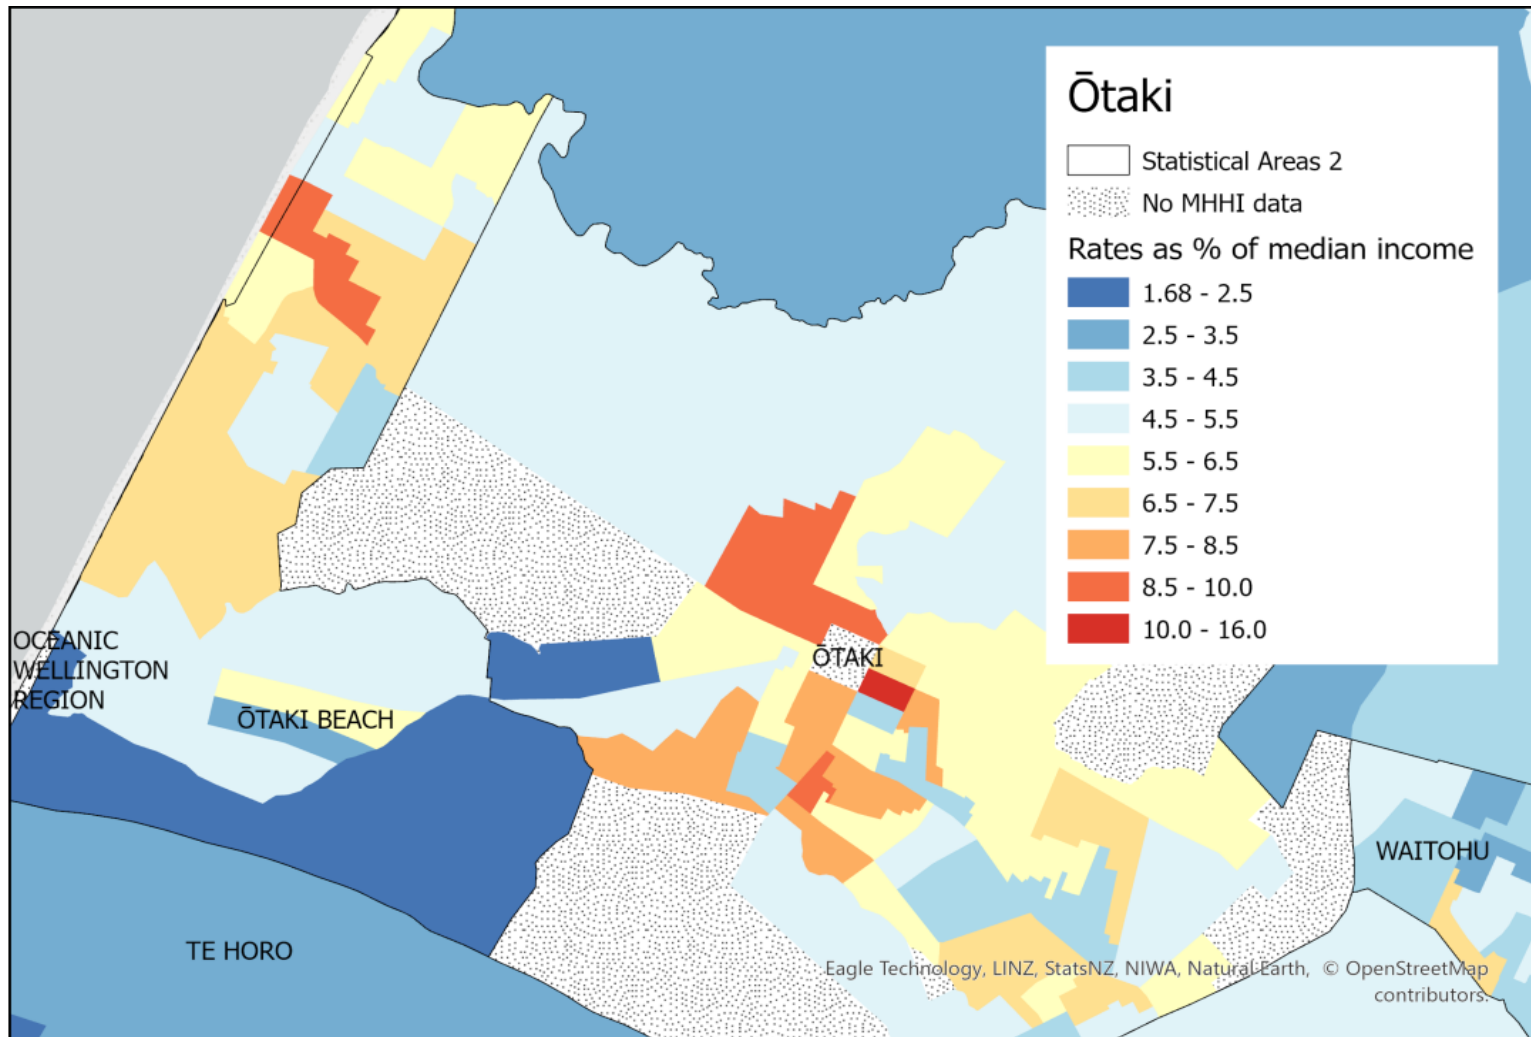 Ōtaki
Statistical Areas 2
No MHHI data
Rates as % of median income
1.68 - 2.5
2.5 - 3.5
3.5 - 4.5
4.5 - 5.5
5.5 - 6.5
6.5 - 7.5
7.5 - 8.5
8.5 - 10.0
10.0 - 16.0
OCEANIC
WELLINGTON
REGION
ŌTAKI
ŌTAKI BEACH
WAITOHU
TE HORO
Eagle Technology, LINZ, StatsNZ, NIWA, Natural Earth, © OpenStreetMap
contributors.